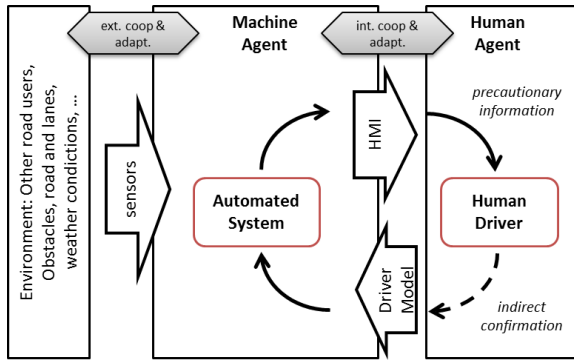 ext. coop &
adapt.
Machine
Agent
int. coop &
adapt.
Human
Agent
Environment: Other road users,
Obstacles, road and lanes,
weather condictions, ...
sensors
HMI
precautionary
information
Automated
System
Human
Driver
Driver
Model
indirect
confirmation